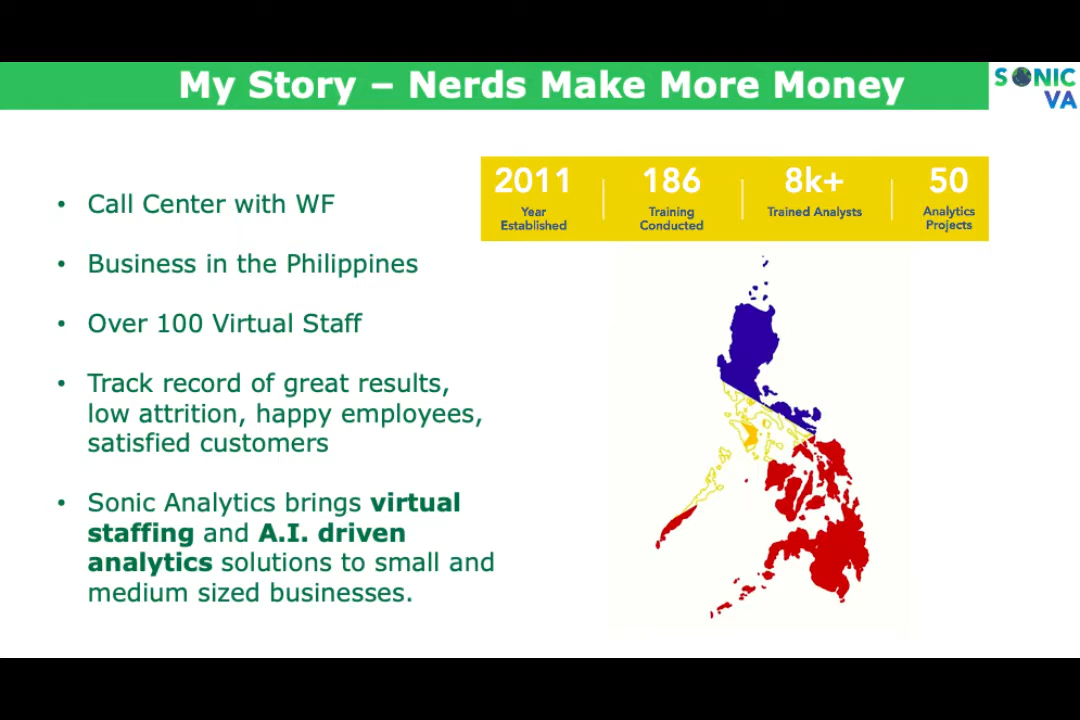 My Story – Nerds Make More Money
SONIC
VA
2011
Year
Established
186
Training
Conducted
8k+
Trained Analysts
50
Analytics
Projects
• Call Center with WF
• Business in the Philippines
• Over 100 Virtual Staff
• Track record of great results,
low attrition, happy employees,
satisfied customers
• Sonic Analytics brings virtual
staffing and A.I. driven
analytics solutions to small and
medium sized businesses.